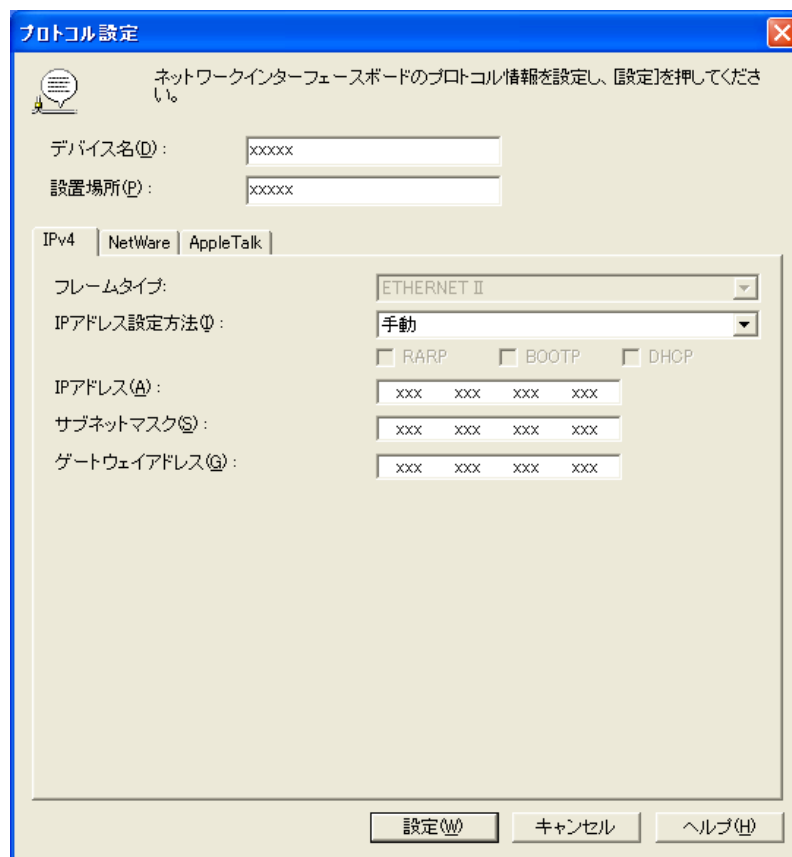 プロトコル設定
ネットワークインターフェースボードのプロトコル情報を設定し、[設定]を押してくださ
い。
デバイス名(D):
xxxxx
設置場所(P):
xxxxx
IPv4 NetWare AppleTalk
フレームタイプ:
ETHERNET II
IPアドレス設定方法(I):
手動
RARP BOOTP DHCP
IPアドレス(A):
xxx xxx xxx xxx
サブネットマスク(S):
xxx xxx xxx xxx
ゲートウェイアドレス(G):
xxx xxx xxx xxx
設定(W) キャンセル ヘルプ(H)